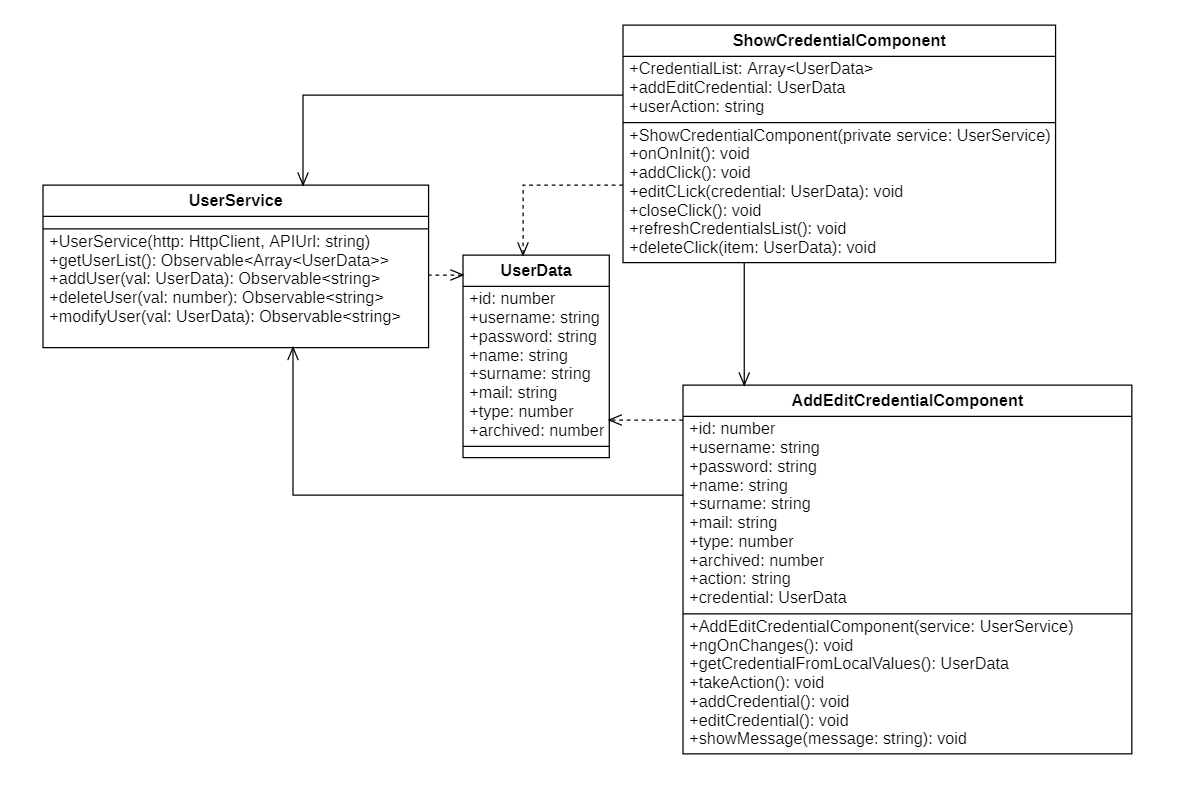 ShowCredentialComponent
+CredentialList: Array<UserData>
+addEditCredential: UserData
+userAction: string
+ShowCredentialComponent(private service: UserService)
+onOnInit(): void
+addClick(): void
+editCLick(credential: UserData): void
+closeClick(): void
+refreshCredentialsList(): void
+deleteClick(item: UserData): void
UserService
+UserService(http: HttpClient, APIUrl: string)
+getUserList(): Observable<Array<UserData>>
+addUser(val: UserData): Observable<string>
+deleteUser(val: number): Observable<string>
+modifyUser(val: UserData): Observable<string>
UserData
+id: number
+username: string
+password: string
+name: string
+surname: string
+mail: string
+type: number
+archived: number
AddEditCredentialComponent
+id: number
+username: string
+password: string
+name: string
+surname: string
+mail: string
+type: number
+archived: number
+action: string
+credential: UserData
+AddEditCredentialComponent(service: UserService)
+ngOnChanges(): void
+getCredentialFromLocalValues(): UserData
+takeAction(): void
+addCredential(): void
+editCredential(): void
+showMessage(message: string): void